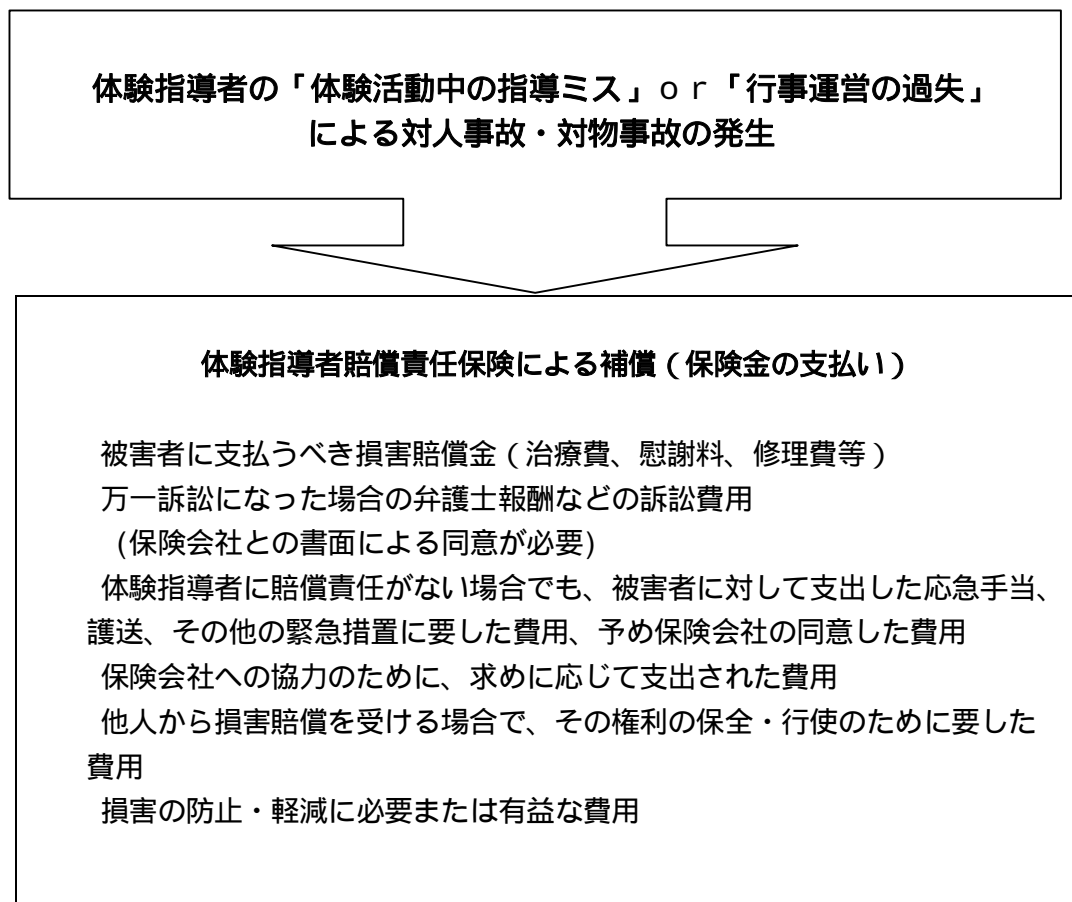 体験指導者の「体験活動中の指導ミス」or「行事運営の過失」
による対人事故・対物事故の発生
体験指導者賠償責任保険による補償（保険金の支払い）
被害者に支払うべき損害賠償金（治療費、慰謝料、修理費等）
万一訴訟になった場合の弁護士報酬などの訴訟費用
(保険会社との書面による同意が必要)
体験指導者に賠償責任がない場合でも、被害者に対して支出した応急手当、
護送、その他の緊急措置に要した費用、予め保険会社の同意した費用
保険会社への協力のために、求めに応じて支出された費用
他人から損害賠償を受ける場合で、その権利の保全・行使のために要した
費用
損害の防止・軽減に必要または有益な費用